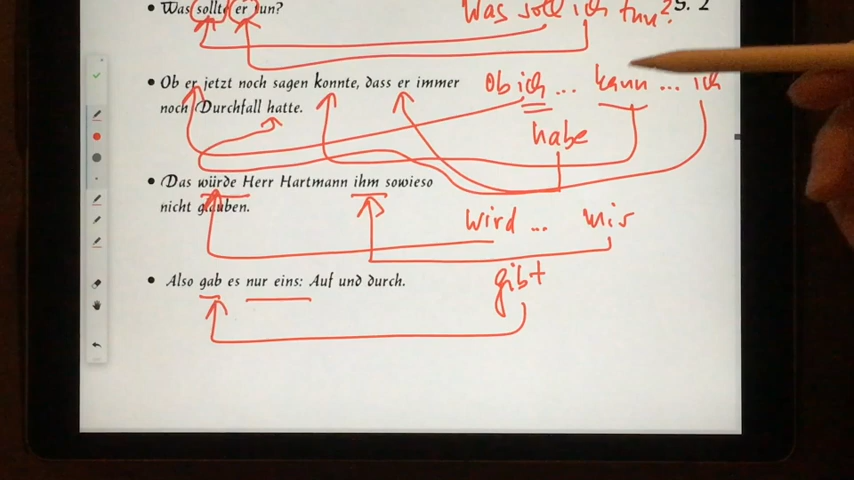 • Was sollte er tun? Was soll ich tun? S. 2
• Ob er jetzt noch sagen konnte, dass er immer ob ich ... kann ... ich
noch Durchfall hatte. habe
• Das würde Herr Hartmann ihm sowieso
nicht glauben. wird ... mir
• Also gab es nur eins: Auf und durch. gibt